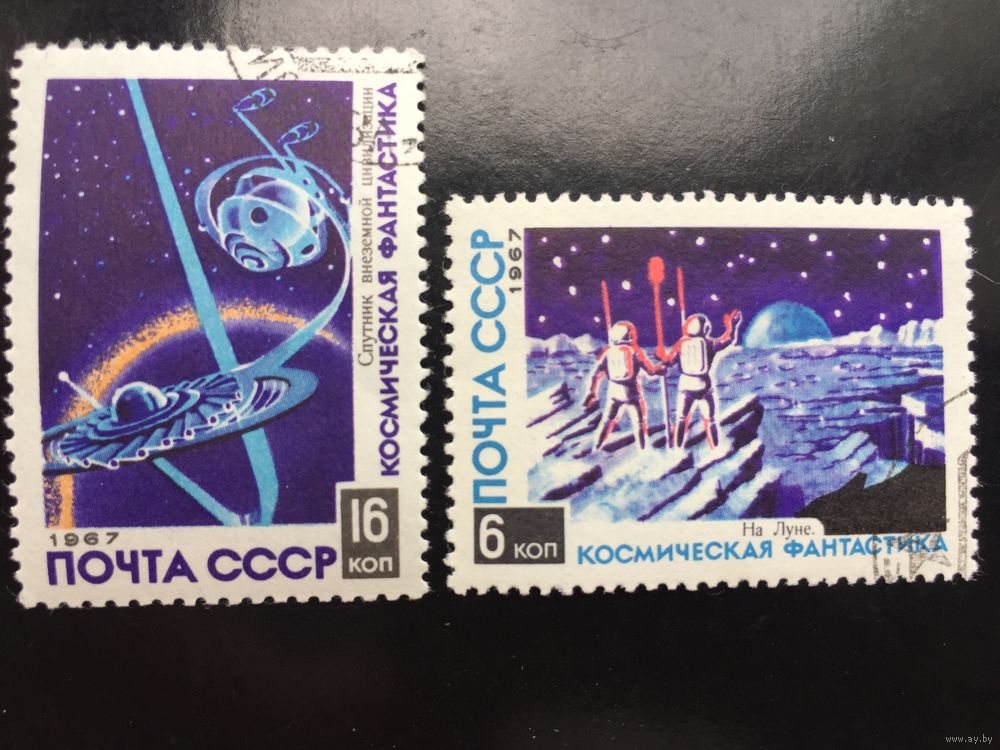 Спутник внеземной цивилизации
КОСМИЧЕСКАЯ ФАНТАСТИКА
1967
ПОЧТА СССР
16
КОП
ПОЧТА СССР
1967
На Луне.
6 КОП
КОСМИЧЕСКАЯ ФАНТАСТИКА
www.ay.by